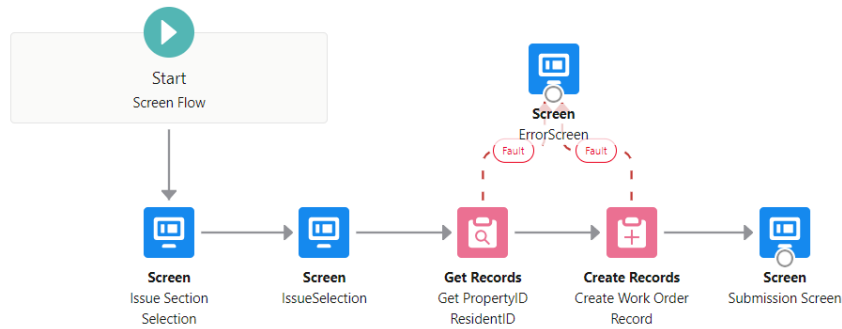 Start
Screen Flow
Screen
ErrorScreen
Fault
Fault
Screen
Issue Section
Selection
Screen
IssueSelection
Get Records
Get PropertyID
ResidentID
Create Records
Create Work Order
Record
Screen
Submission Screen